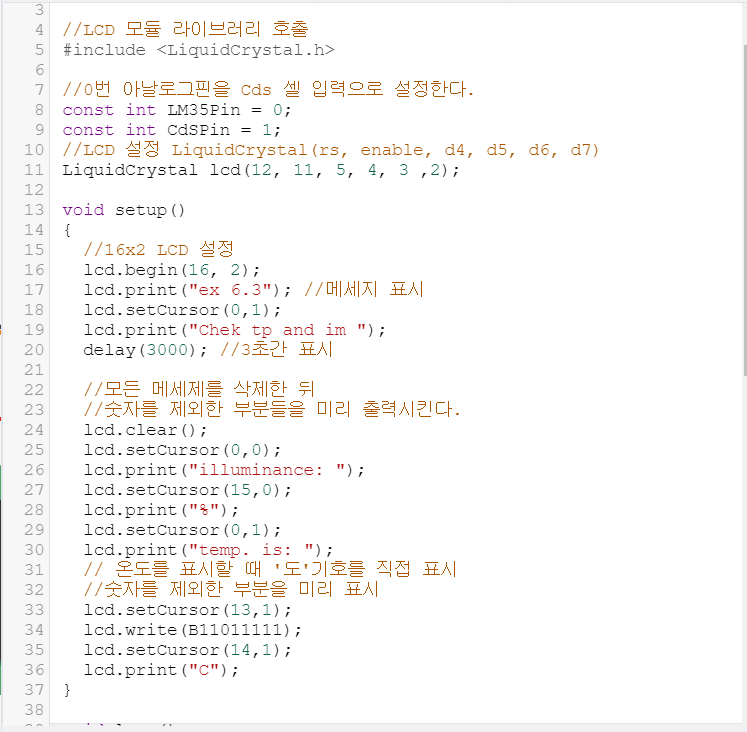 3
4 //LCD 모듈 라이브러리 호출
5 #include <LiquidCrystal.h>
6
7 //0번 아날로그핀을 Cds 셀 입력으로 설정한다.
8 const int LM35Pin = 0;
9 const int CdSPin = 1;
10 //LCD 설정 LiquidCrystal(rs, enable, d4, d5, d6, d7)
11 LiquidCrystal lcd(12, 11, 5, 4, 3 ,2);
12
13 void setup()
14 {
15 //16x2 LCD 설정
16 lcd.begin(16, 2);
17 lcd.print("ex 6.3"); //메세지 표시
18 lcd.setCursor(0,1);
19 lcd.print("Chek tp and im ");
20 delay(3000); //3초간 표시
21
22 //모든 메세제를 삭제한 뒤
23 //숫자를 제외한 부분들을 미리 출력시킨다.
24 lcd.clear();
25 lcd.setCursor(0,0);
26 lcd.print("illuminance: ");
27 lcd.setCursor(15,0);
28 lcd.print("%");
29 lcd.setCursor(0,1);
30 lcd.print("temp. is: ");
31 // 온도를 표시할 때 '도'기호를 직접 표시
32 //숫자를 제외한 부분을 미리 표시
33 lcd.setCursor(13,1);
34 lcd.write(B11011111);
35 lcd.setCursor(14,1);
36 lcd.print("C");
37 }
38